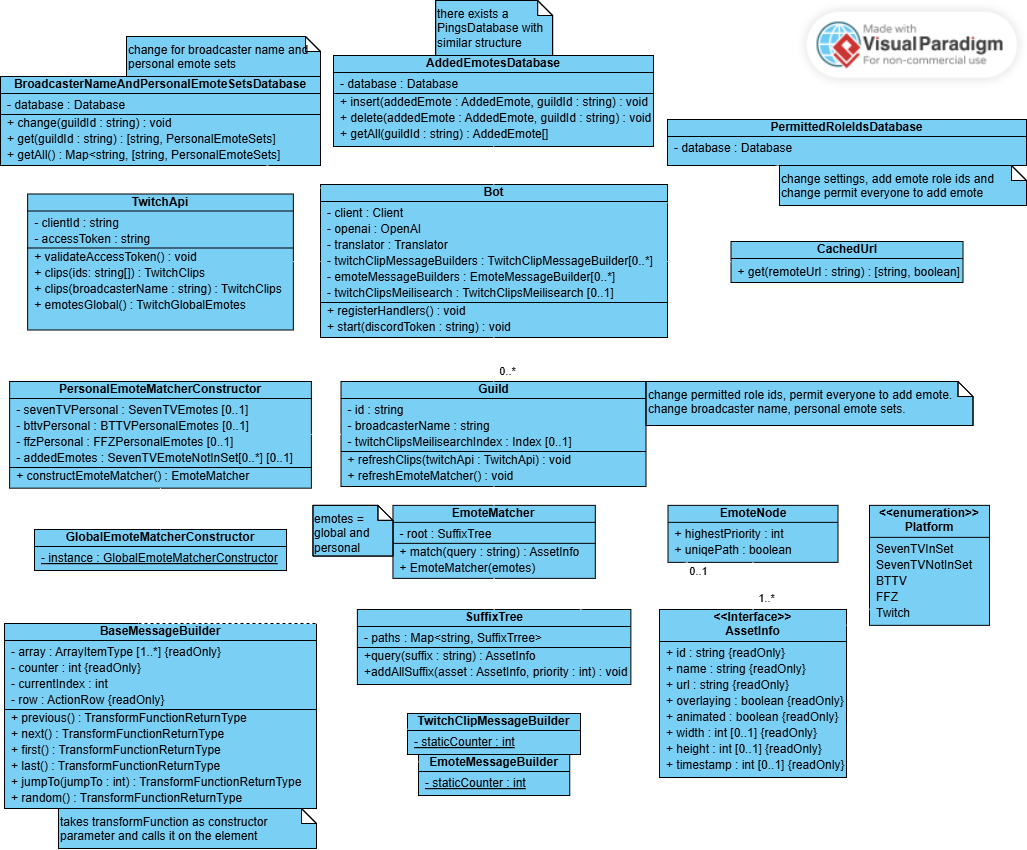 there exists a
PingsDatabase with
similar structure
Made with
VisualParadigm
For non-commercial use
change for broadcaster name and
personal emote sets
BroadcasterNameAndPersonalEmoteSetsDatabase
- database : Database
+ change(guildId : string) : void
+ get(guildId : string) : [string, PersonalEmoteSets]
+ getAll() : Map<string, [string, PersonalEmoteSets]
AddedEmotesDatabase
- database : Database
+ insert(addedEmote : AddedEmote, guildId : string) : void
+ delete(addedEmote : AddedEmote, guildId : string) : void
+ getAll(guildId : string) : AddedEmote[]
PermittedRoleIdsDatabase
- database : Database
change settings, add emote role ids and
change permit everyone to add emote
TwitchApi
- clientId : string
- accessToken : string
+ validateAccessToken() : void
+ clips(ids: string[]) : TwitchClips
+ clips(broadcasterName : string) : TwitchClips
+ emotesGlobal() : TwitchGlobalEmotes
Bot
- client : Client
- openai : OpenAI
- translator : Translator
- twitchClipMessageBuilders : TwitchClipMessageBuilder[0..*]
- emoteMessageBuilders : EmoteMessageBuilder[0..*]
- twitchClipsMeilisearch : TwitchClipsMeilisearch [0..1]
+ registerHandlers() : void
+ start(discordToken : string) : void
CachedUrl
+ get(remoteUrl : string) : [string, boolean]
0..*
PersonalEmoteMatcherConstructor
- sevenTVPersonal : SevenTVEmotes [0..1]
- bttvPersonal : BTTVPersonalEmotes [0..1]
- ffzPersonal : FFZPersonalEmotes [0..1]
- addedEmotes : SevenTVEmoteNotInSet[0..*] [0..1]
+ constructEmoteMatcher() : EmoteMatcher
Guild
- id : string
- broadcasterName : string
- twitchClipsMeilisearchIndex : Index [0..1]
+ refreshClips(twitchApi : TwitchApi) : void
+ refreshEmoteMatcher() : void
change permitted role ids, permit everyone to add emote.
change broadcaster name, personal emote sets.
GlobalEmoteMatcherConstructor
- instance : GlobalEmoteMatcherConstructor
emotes =
global and
personal
EmoteMatcher
- root : SuffixTree
+ match(query : string) : AssetInfo
+ EmoteMatcher(emotes)
EmoteNode
+ highestPriority : int
+ uniqePath : boolean
0..1
<<enumeration>>
Platform
SevenTVInSet
SevenTVNotInSet
BTTV
FFZ
Twitch
BaseMessageBuilder
- array : ArrayItemType [1..*] {readOnly}
- counter : int {readOnly}
- currentIndex : int
- row : ActionRow {readOnly}
+ previous() : TransformFunctionReturnType
+ next() : TransformFunctionReturnType
+ first() : TransformFunctionReturnType
+ last() : TransformFunctionReturnType
+ jumpTo(jumpTo : int) : TransformFunctionReturnType
+ random() : TransformFunctionReturnType
takes transformFunction as constructor
parameter and calls it on the element
SuffixTree
- paths : Map<string, SuffixTrree>
+query(suffix : string) : AssetInfo
+addAllSuffix(asset : AssetInfo, priority : int) : void
1..*
<<Interface>>
AssetInfo
+ id : string {readOnly}
+ name : string {readOnly}
+ url : string {readOnly}
+ overlaying : boolean {readOnly}
+ animated : boolean {readOnly}
+ width : int [0..1] {readOnly}
+ height : int [0..1] {readOnly}
+ timestamp : int [0..1] {readOnly}
TwitchClipMessageBuilder
- staticCounter : int
EmoteMessageBuilder
- staticCounter : int